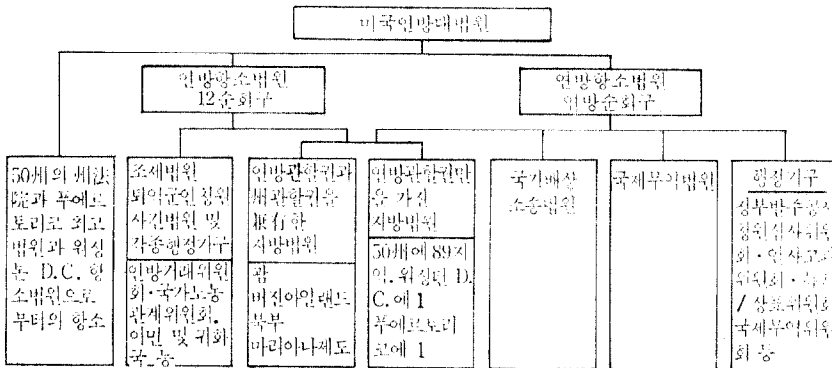 미국연방대법원
연방항소법원
12순회구
연방항소법원
연방순회구
50州의 州法
院과 푸에르
토리코 최고
법원과 워싱
톤 D.C. 항
소법원으로
부터의 항소
조세법원
퇴역군인청원
사건법원 및
각종행정기구
연방거래위원
회·국가노동
관계위원회.
이민 및 귀화
국 등
연방관할권과
州관할권을
兼有한
지방법원
괌
버진아일랜드
북부
마리아나제도
연방관할권만
을 가진
지방법원
50州에 89지
역. 워싱턴 D.
C.에 1
푸에르토리
코에 1
국가배상
소송법원
국제무역법원
행정기구
정부반수공사
청원심사위원
회·인사고과
위원회·특허
/상표위원회
국제무역위원
회 등